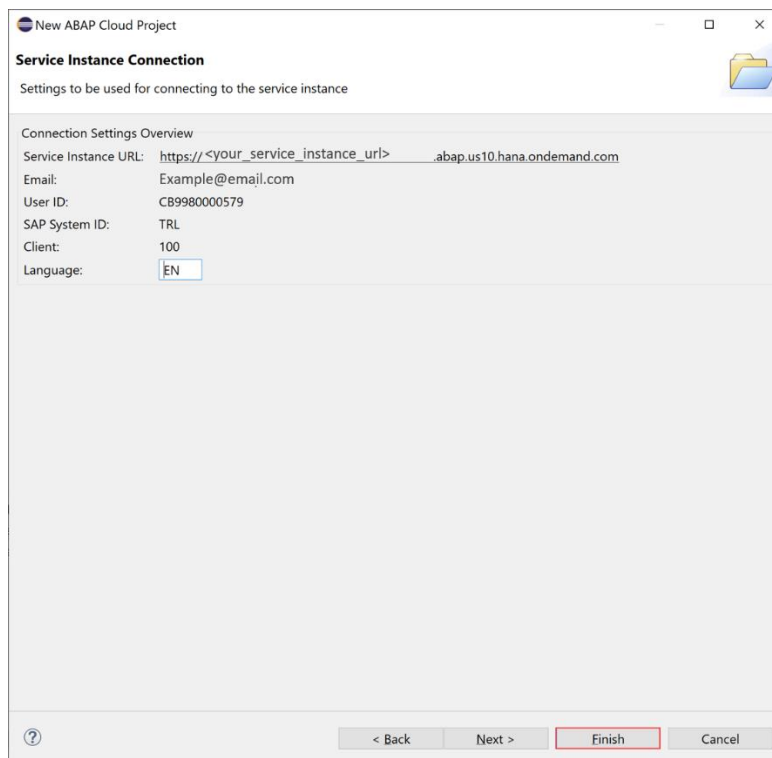 New ABAP Cloud Project
Service Instance Connection
Settings to be used for connecting to the service instance
Connection Settings Overview
Service Instance URL: https://<your_service_instance_url> .abap.us10.hana.ondemand.com
Email: Example@email.com
User ID: CB9980000579
SAP System ID: TRL
Client: 100
Language: EN
? < Back Next > Finish Cancel